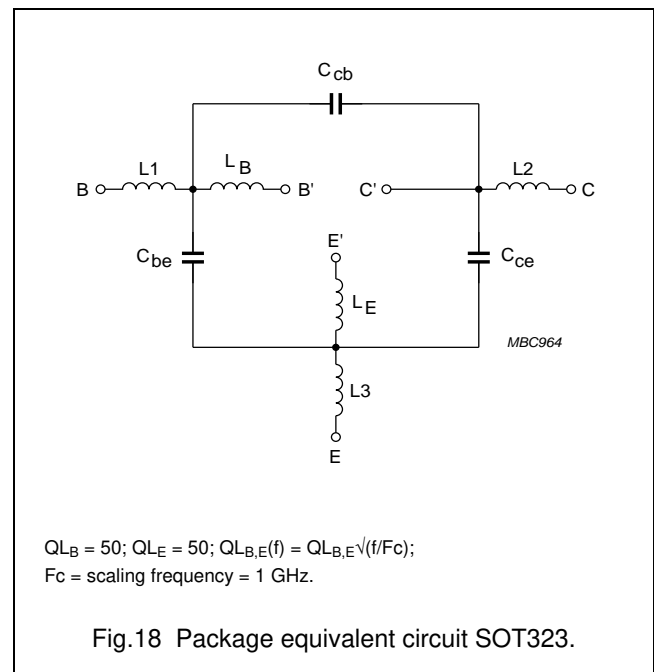 C cb
L1
L B
L2
B
B'
C'
C
E'
C be
C ce
L E
MBC964
L3
E
QL B = 50; QL E = 50; QL B,E (f) = QL B,E √(f/Fc);
Fc = scaling frequency = 1 GHz.
Fig.18 Package equivalent circuit SOT323.